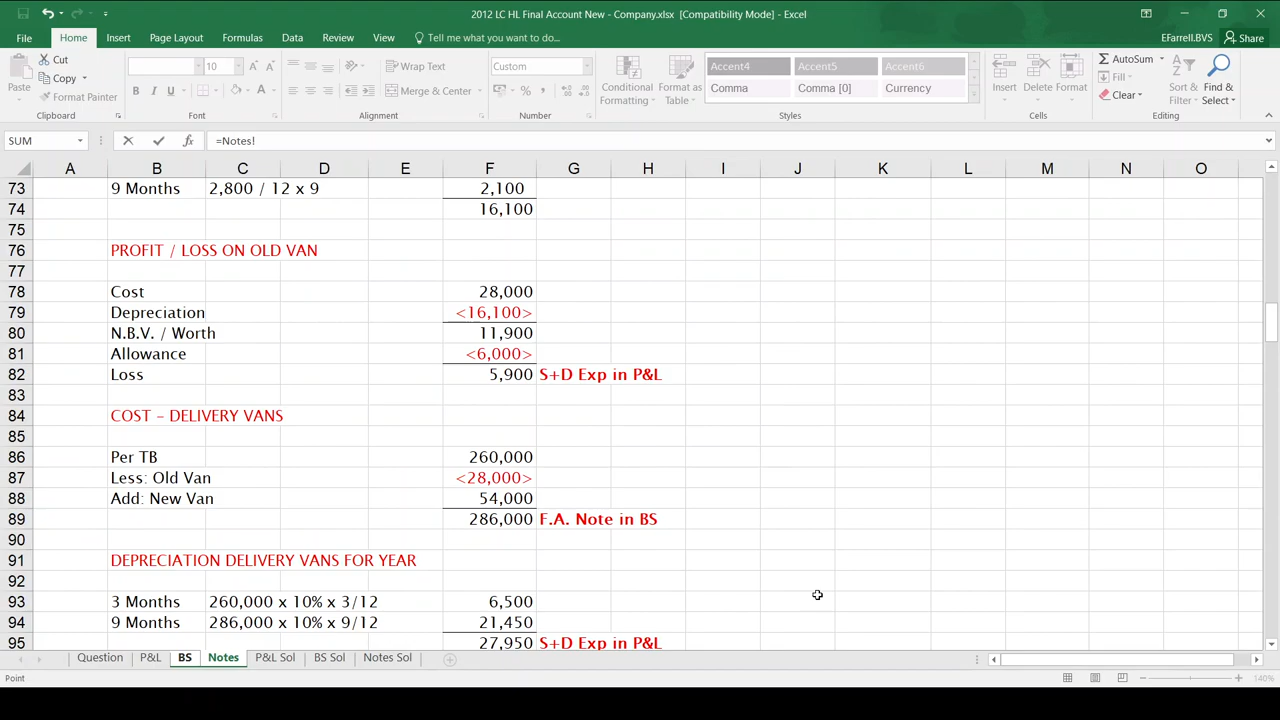 2012 LC HL Final Account New - Company.xlsx [Compatibility Mode] - Excel
File Home Insert Page Layout Formulas Data Review View Tell me what you want to do... EFarrell.BVS Share
Cut
Copy
Format Painter
Paste
Clipboard
10
Font
Wrap Text
Merge & Center
Alignment
Custom
Number
Conditional Formatting
Format as Table
Accent4 Accent5 Accent6
Comma Comma [0] Currency
Styles
Insert Delete Format
Cells
AutoSum
Fill
Clear
Sort & Filter
Find & Select
Editing
SUM =Notes!
A B C D E F G H I J K L M N O
73 9 Months 2,800 / 12 x 9 2,100
74 16,100
75
76 PROFIT / LOSS ON OLD VAN
77
78 Cost 28,000
79 Depreciation <16,100>
80 N.B.V. / Worth 11,900
81 Allowance <6,000>
82 Loss 5,900 S+D Exp in P&L
83
84 COST - DELIVERY VANS
85
86 Per TB 260,000
87 Less: Old Van <28,000>
88 Add: New Van 54,000
89 286,000 F.A. Note in BS
90
91 DEPRECIATION DELIVERY VANS FOR YEAR
92
93 3 Months 260,000 x 10% x 3/12 6,500
94 9 Months 286,000 x 10% x 9/12 21,450
95 27,950 S+D Exp in P&L
Question P&L BS Notes P&L Sol BS Sol Notes Sol
Point 140%